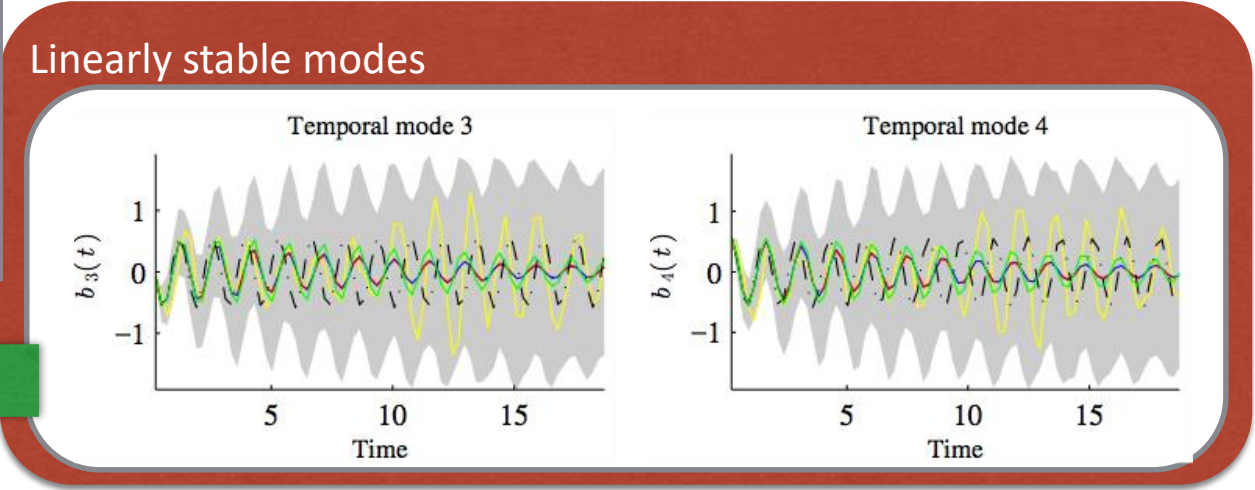 Linearly stable modes
Temporal mode 3
b₃(t)
1
0
−1
5 10 15
Time
Temporal mode 4
b₄(t)
1
0
−1
5 10 15
Time